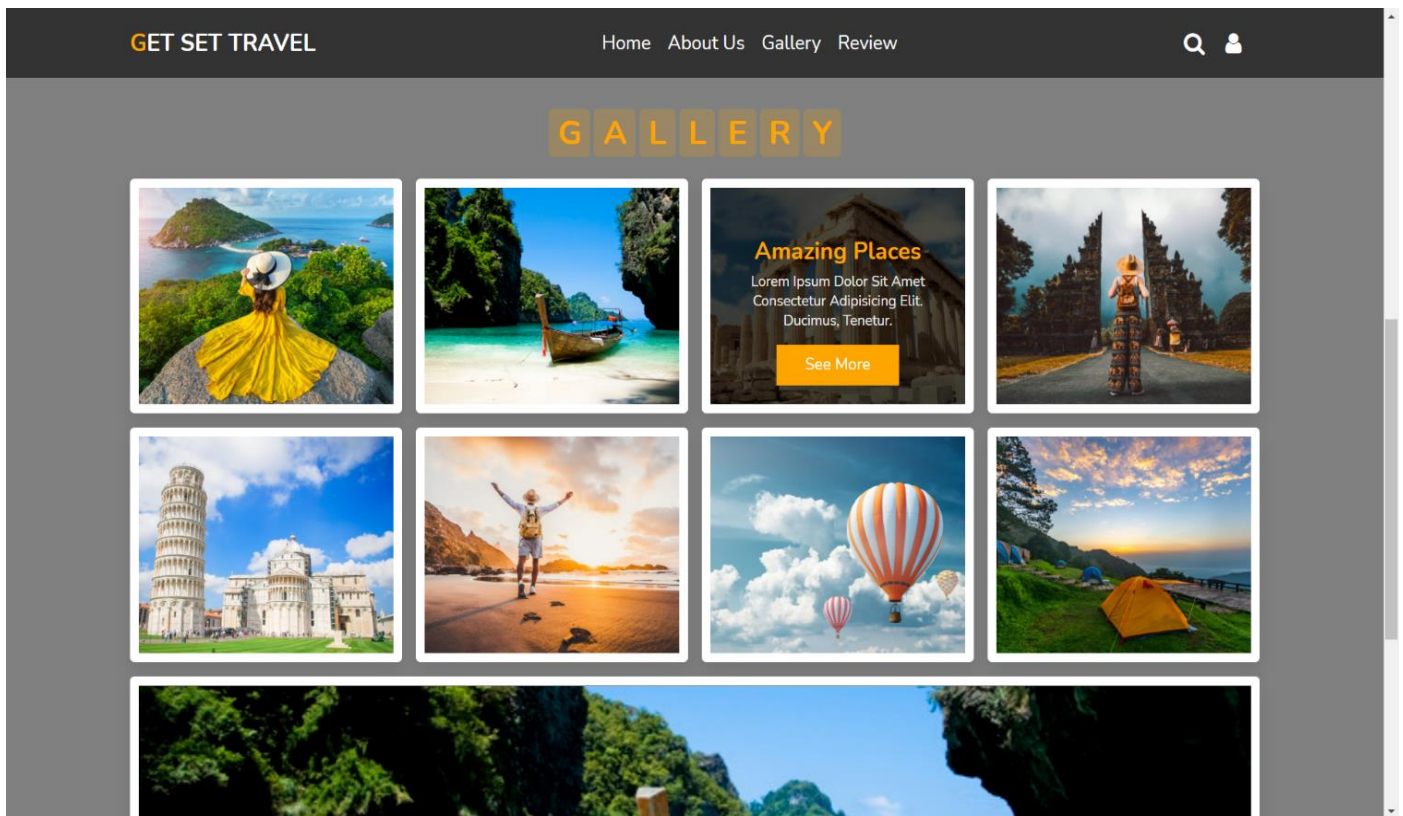 GET SET TRAVEL
Home About Us Gallery Review
GALLERY
Amazing Places
Lorem Ipsum Dolor Sit Amet
Consectetur Adipisicing Elit.
Ducimus, Tenetur.
See More